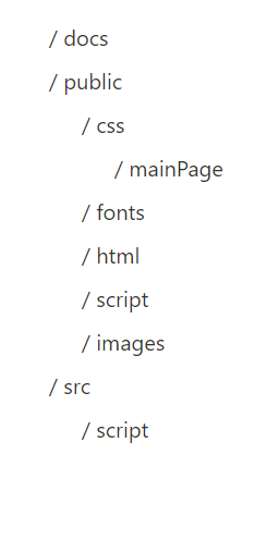 / docs
/ public
/ css
/ mainPage
/ fonts
/ html
/ script
/ images
/ src
/ script